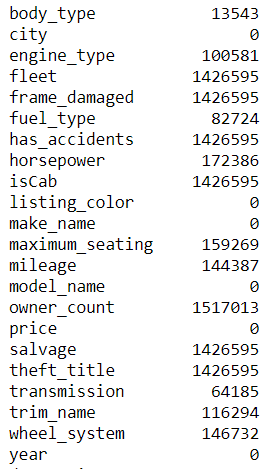 body_type 13543
city 0
engine_type 100581
fleet 1426595
frame_damaged 1426595
fuel_type 82724
has_accidents 1426595
horsepower 172386
isCab 1426595
listing_color 0
make_name 0
maximum_seating 159269
mileage 144387
model_name 0
owner_count 1517013
price 0
salvage 1426595
theft_title 1426595
transmission 64185
trim_name 116294
wheel_system 146732
year 0